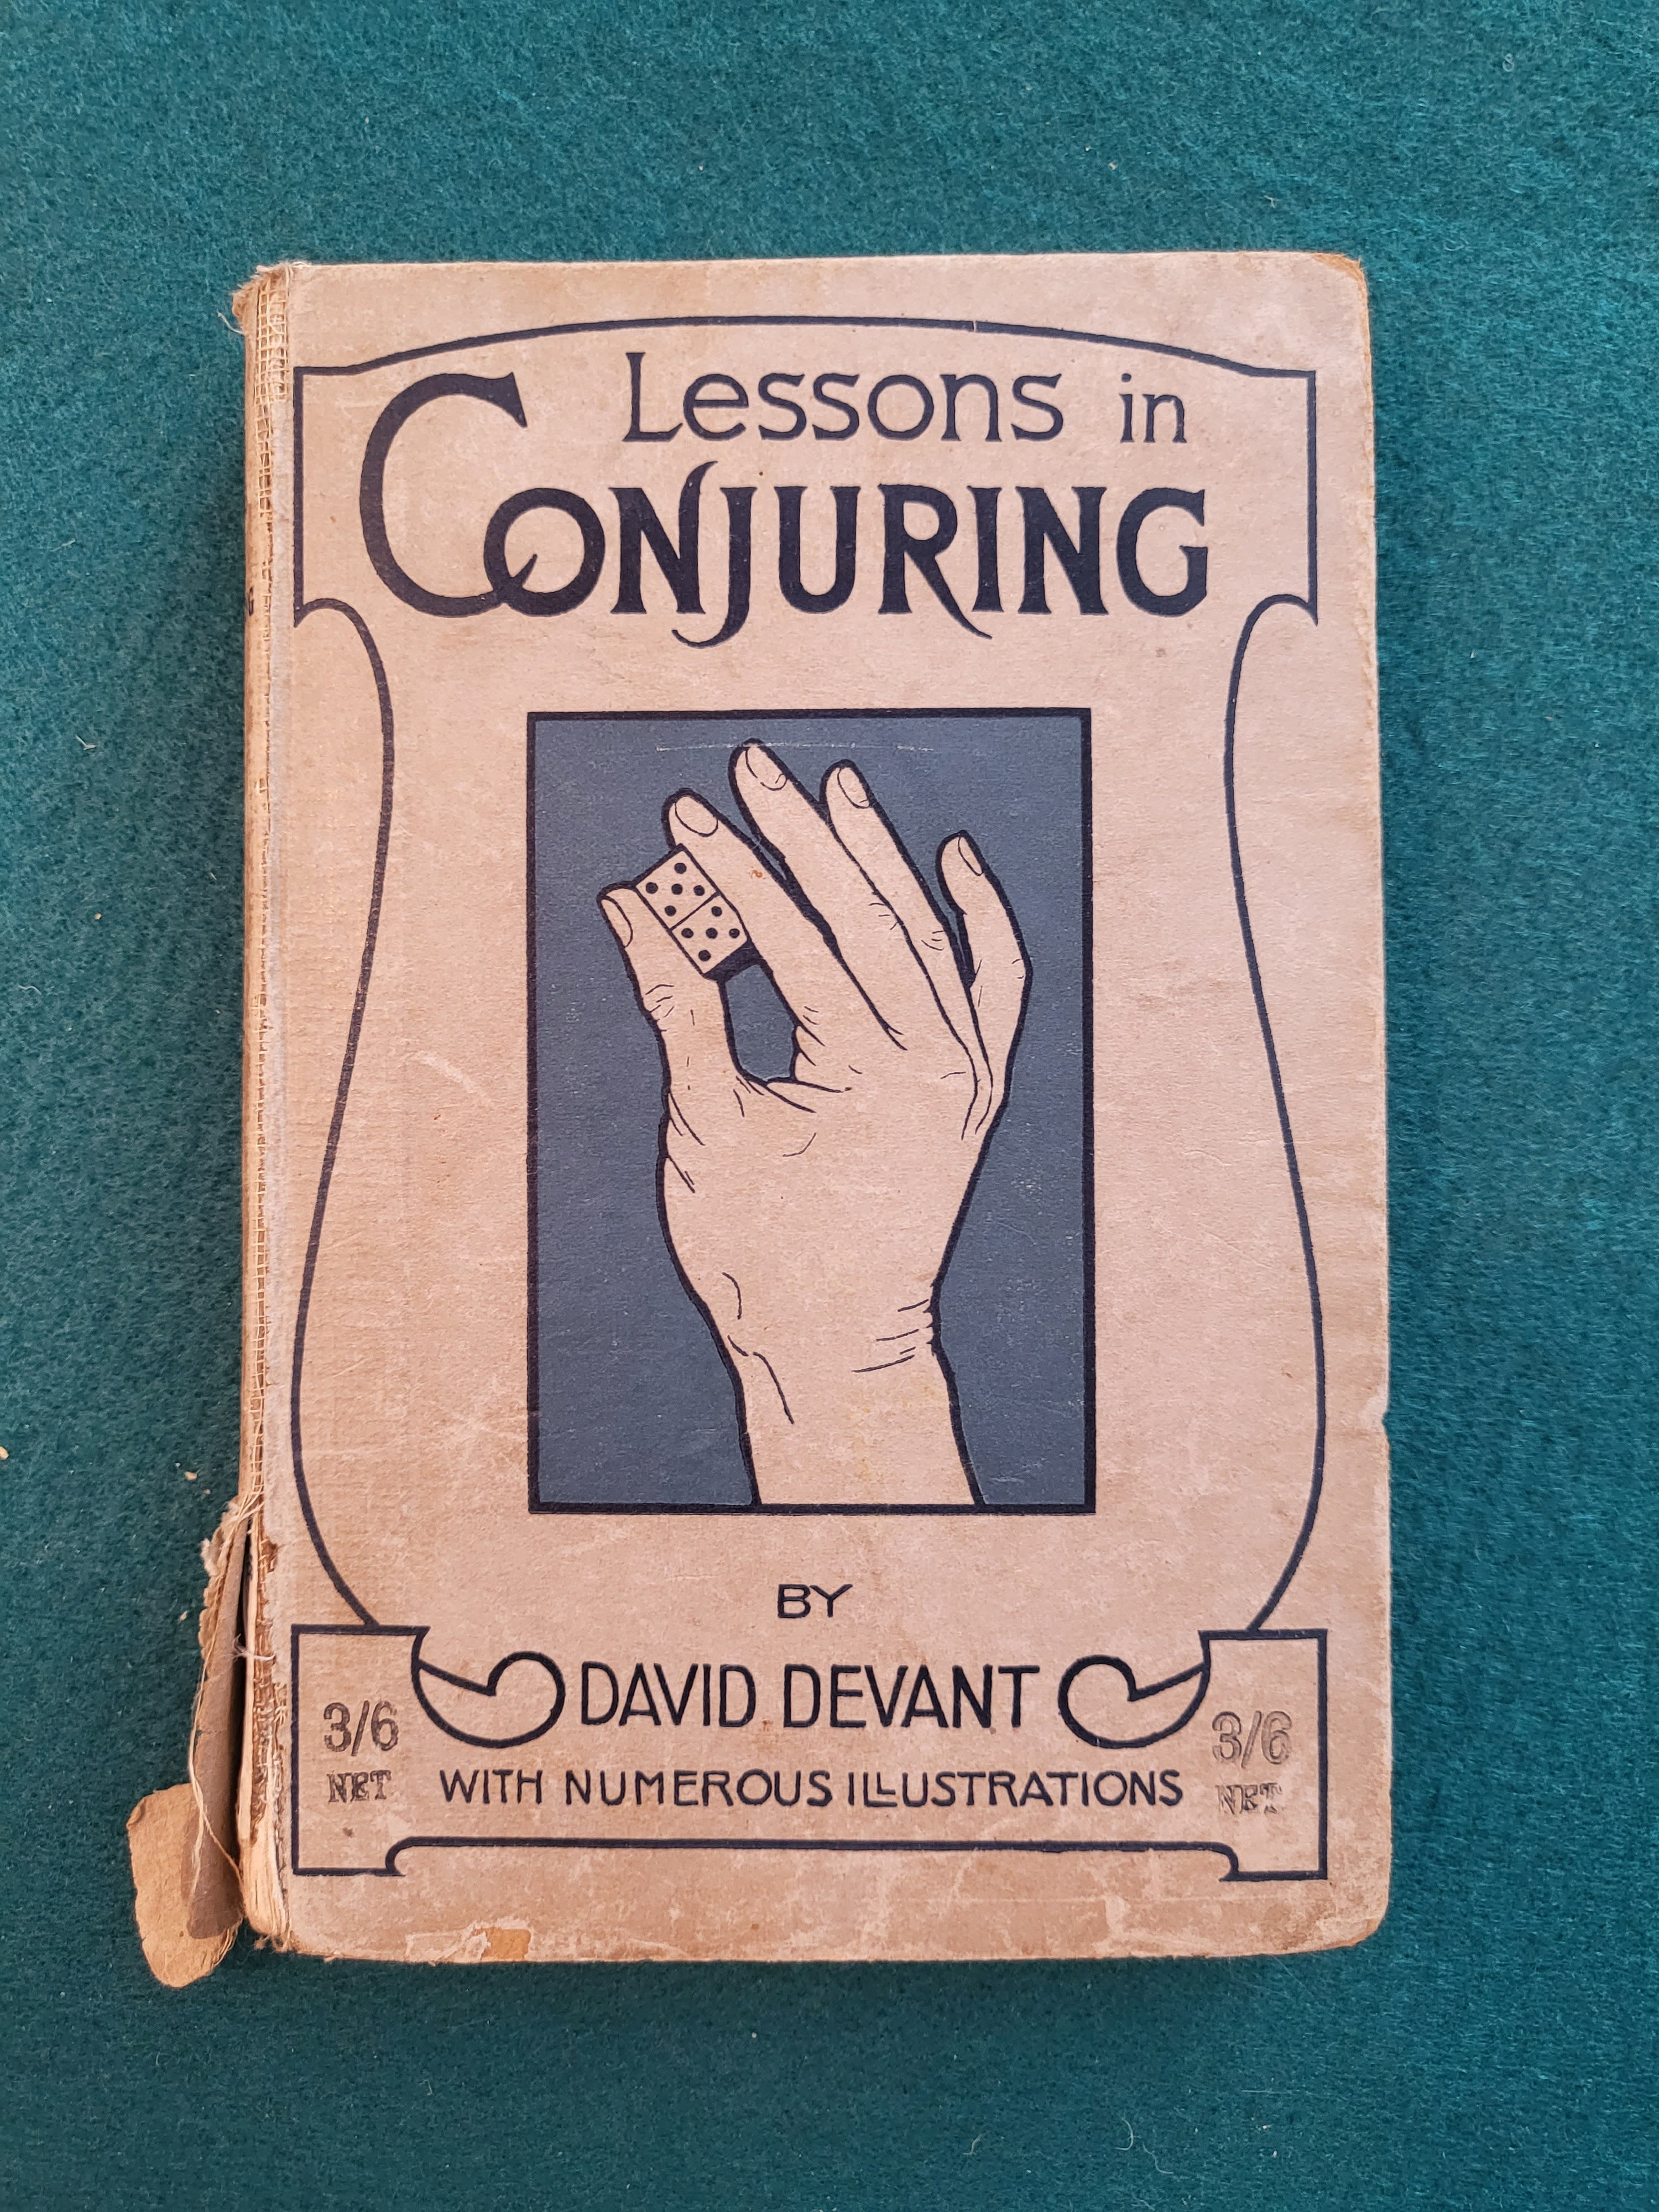 Lessons in
CONJURING
BY
DAVID DEVANT
3/6
NET
WITH NUMEROUS ILLUSTRATIONS
3/6
NET